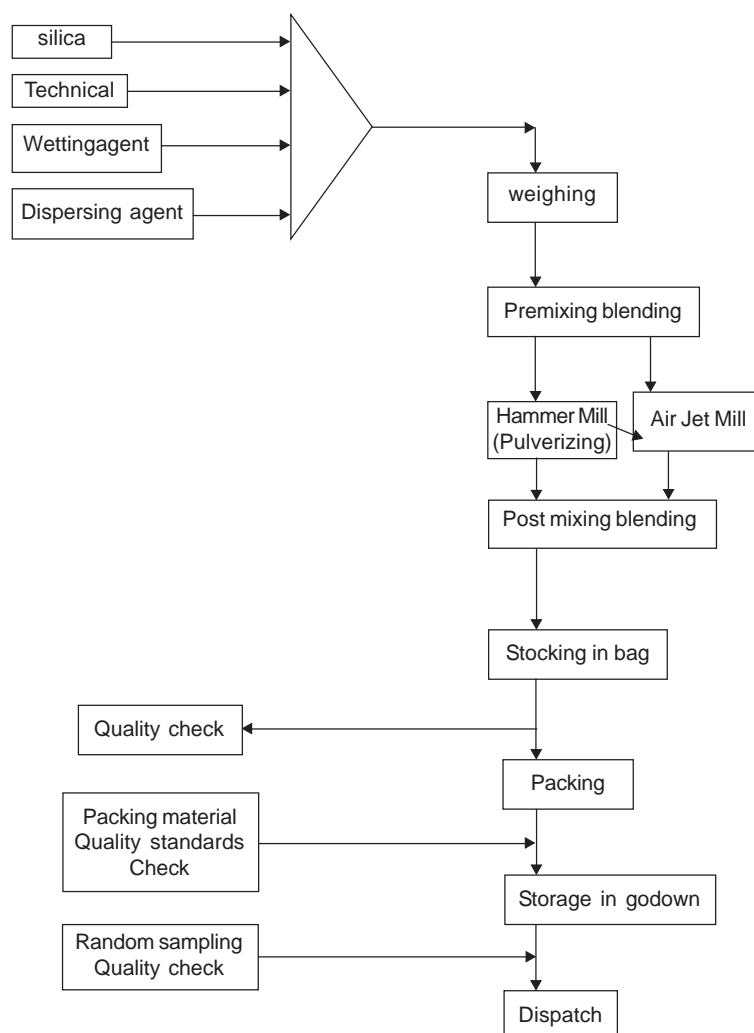 silica
Technical
Wettingagent
Dispersing agent
weighing
Premixing blending
Hammer Mill
(Pulverizing)
Air Jet Mill
Post mixing blending
Stocking in bag
Quality check
Packing
Packing material
Quality standards
Check
Storage in godown
Random sampling
Quality check
Dispatch